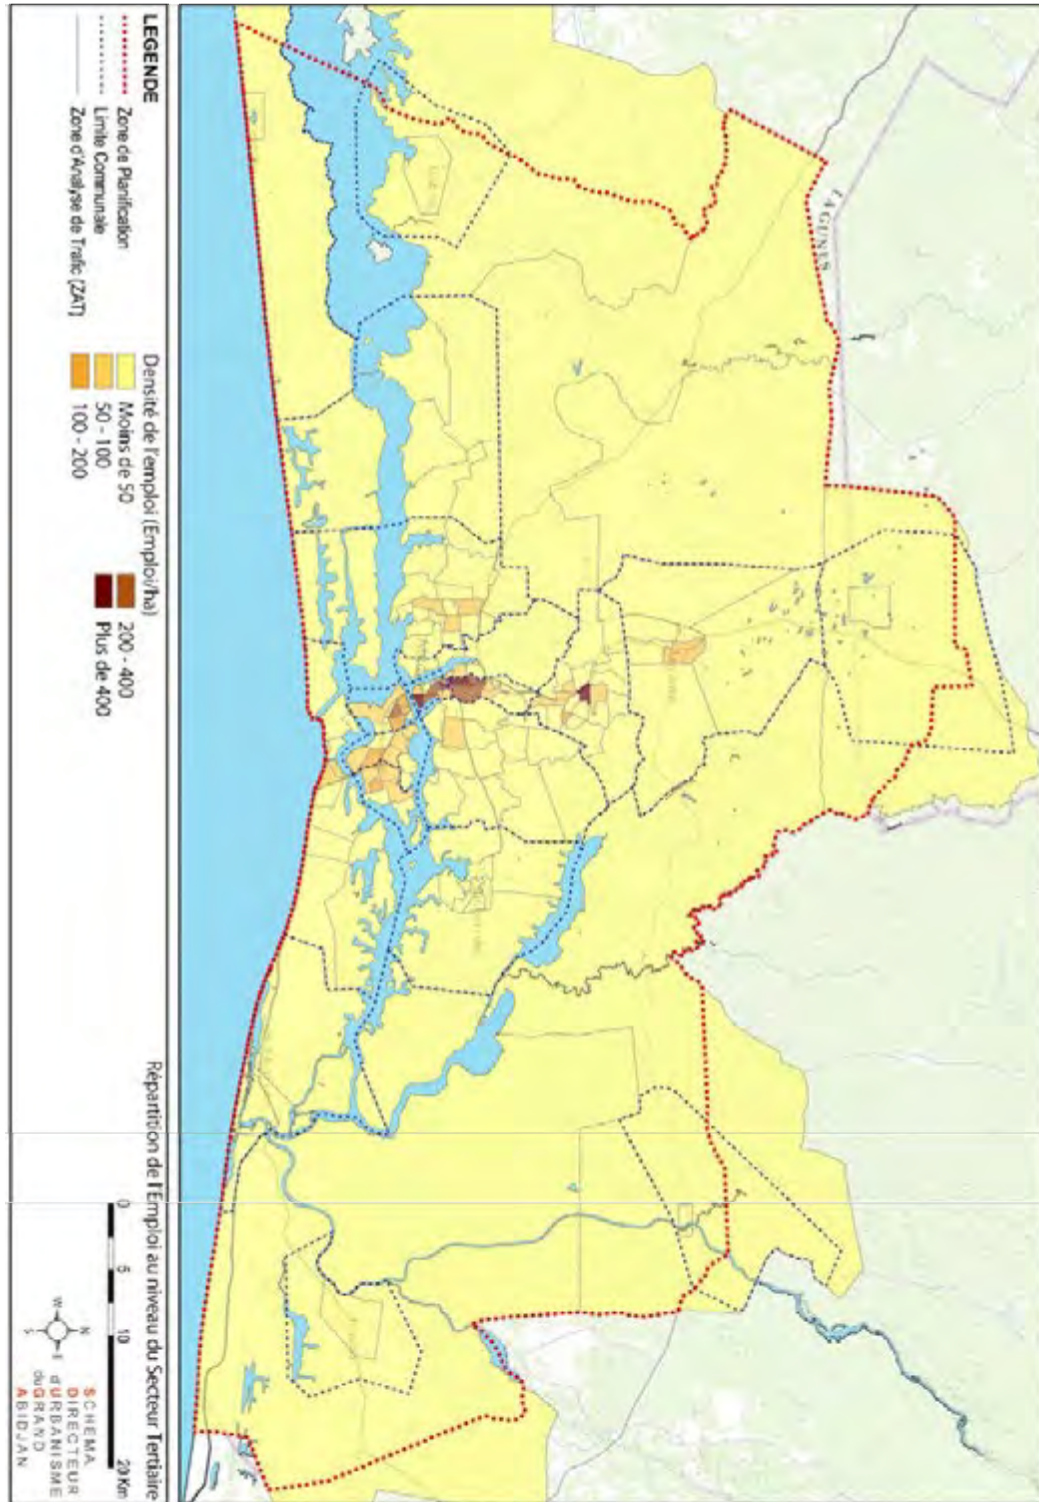 LAGUNES
LEGENDE
Zone de Planification
Limite Communale
Zone d'Analyse de Trafic (ZAT)
Densité de l'emploi (Emploi/ha)
Moins de 50
50 - 100
100 - 200
200 - 400
Plus de 400
Répartition de l'Emploi au niveau du Secteur Tertiaire
0 5 10 20 Km
N
W E
S
SCHEMA
DIRECTEUR
d'URBANISME
du GRAND
ABIDJAN